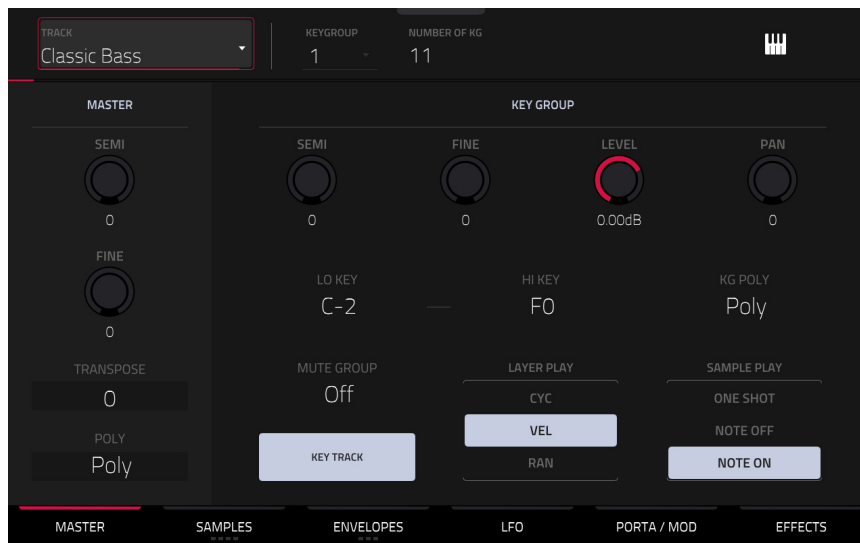 TRACK
Classic Bass
KEYGROUP
1
NUMBER OF KG
11
MASTER
SEMI
0
FINE
0
TRANSPOSE
0
POLY
Poly
KEY GROUP
SEMI
0
FINE
0
LEVEL
0.00dB
PAN
0
LO KEY
C-2
—
HI KEY
F0
KG POLY
Poly
MUTE GROUP
Off
KEY TRACK
LAYER PLAY
CYC
VEL
RAN
SAMPLE PLAY
ONE SHOT
NOTE OFF
NOTE ON
MASTER
SAMPLES
ENVELOPES
LFO
PORTA / MOD
EFFECTS